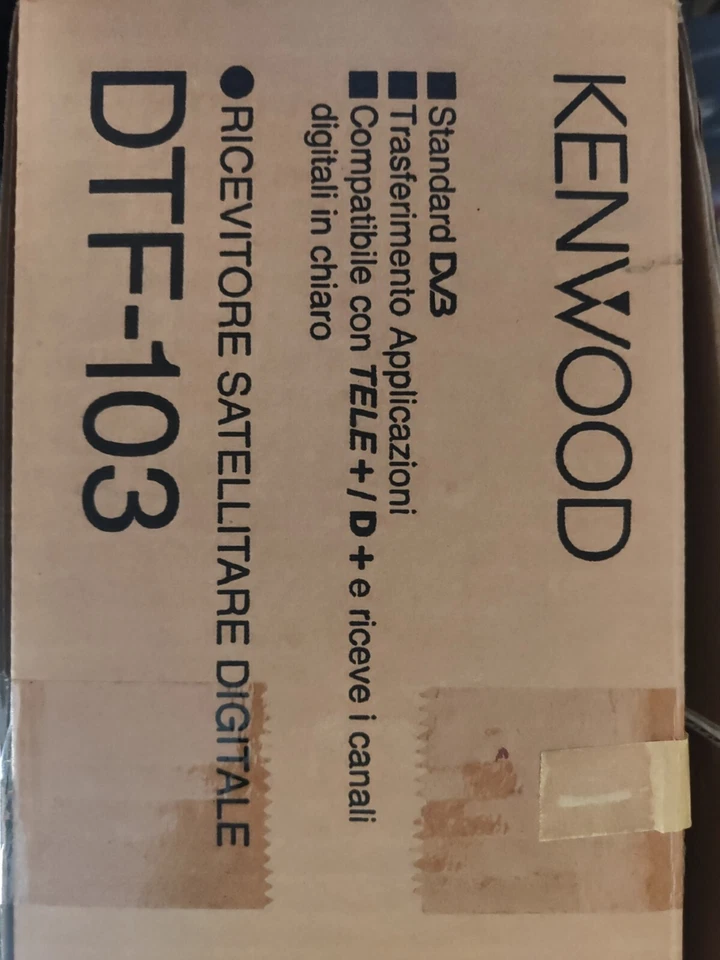 KENWOOD
■ Standard DVB
■ Trasferimento Applicazioni
■ Compatibile con TELE+/D+ e riceve i canali
digitali in chiaro
● RICEVITORE SATELLITARE DIGITALE
DTF-103